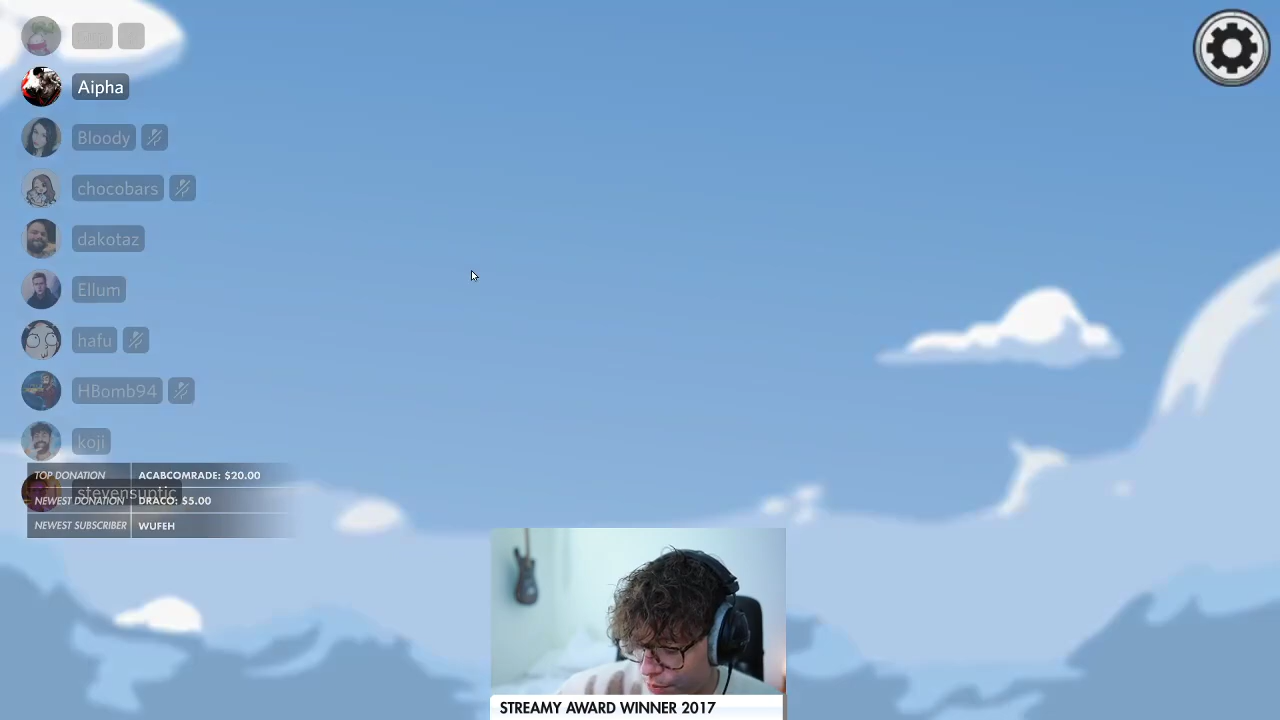 Aipha
Bloody
chocobars
dakotaz
Ellum
hafu
HBomb94
koji
stevensuptic
TOP DONATION ACABCOMRADE: $20.00
NEWEST DONATION DRACO: $5.00
NEWEST SUBSCRIBER WUFEH
STREAMY AWARD WINNER 2017